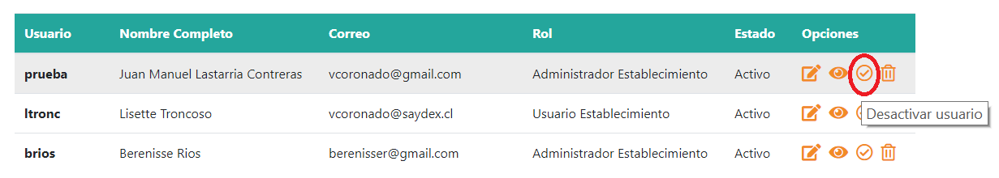 Usuario Nombre Completo Correo Rol Estado Opciones
prueba Juan Manuel Lastarria Contreras vcoronado@gmail.com Administrador Establecimiento Activo
ltronc Lisette Troncoso vcoronado@saydex.cl Usuario Establecimiento Activo
Desactivar usuario
brios Berenisse Rios berenisser@gmail.com Administrador Establecimiento Activo